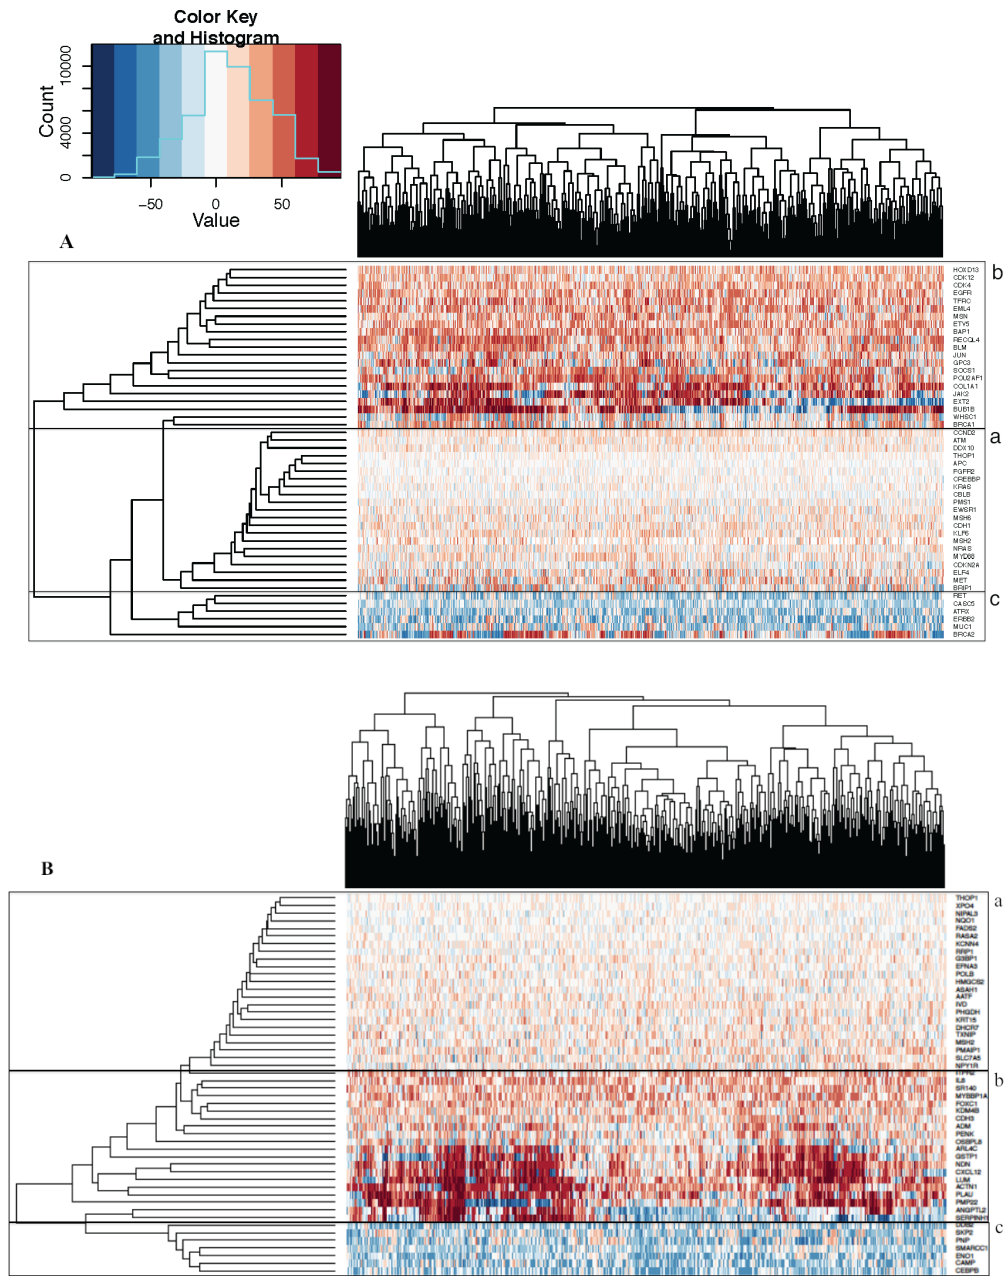 Color Key
and Histogram
Count
0
4000
10000
−50
0
50
Value
A
HOXD13
CDK12
CDK4
EGFR
TFRC
EML4
MSN
ETV5
BAP1
RECQL4
BLM
JUN
GPC3
SOCS1
POU2AF1
COL1A1
JAK2
EXT2
BUB1B
WHSC1
BRCA1
b
CCND2
ATM
DDX10
THOP1
APC
FGFR2
CREBBP
KRAS
CBLB
PMS1
EWSR1
MSH6
CDH1
KLF6
MSH2
NRAS
MYD88
CDKN2A
ELF4
MET
BRIP1
a
RET
CASC5
ATRX
ERBB2
MUC1
BRCA2
c
B
THOP1
XPO4
NIPAL3
NQO1
FADS2
RASA2
KCNN4
RRP1
G3BP1
EFNA3
POLB
HMGCS2
ASAH1
AATF
IVD
PHGDH
KRT15
DHCR7
TXNIP
MSH2
PMAIP1
SLC7A5
NPY1R
a
ITPR2
IL8
SR140
MYBBP1A
FOXC1
KDM4B
CDH3
ADM
PENK
OSBPL8
ARL4C
GSTP1
NDN
CXCL12
LUM
ACTN1
PLAU
PMP22
ANGPTL2
SERPINH1
b
DDB2
SKP2
PNP
SMARCC1
ENO1
CAMP
CEBPB
c